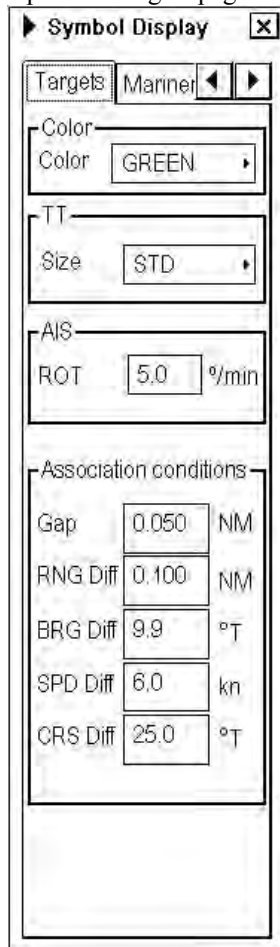 Symbol Display
Targets Mariner
Color
Color GREEN
TT
Size STD
AIS
ROT 5.0 °/min
Association conditions
Gap 0.050 NM
RNG Diff 0.100 NM
BRG Diff 9.9 °T
SPD Diff 6.0 kn
CRS Diff 25.0 °T